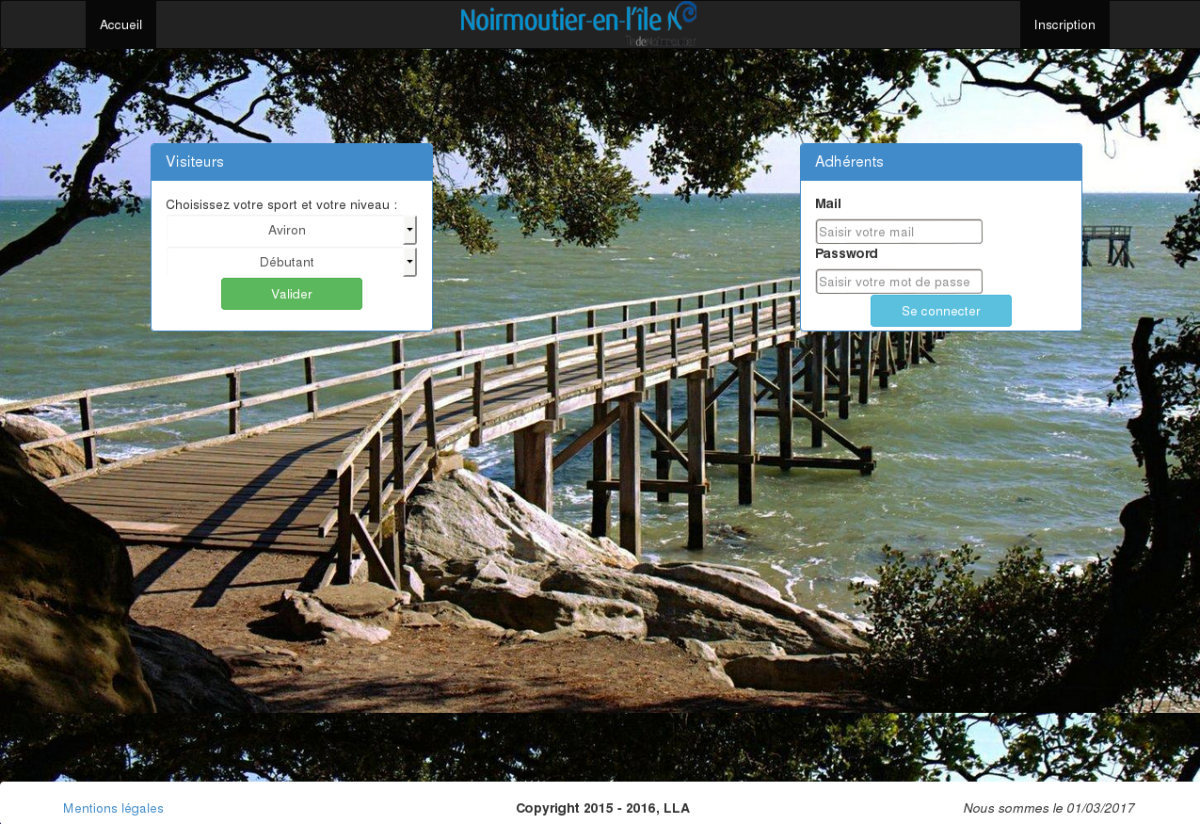 Accueil
Noirmoutier-en-l'île
Inscription
Visiteurs
Choisissez votre sport et votre niveau :
Aviron
Débutant
Valider
Adhérents
Mail
Saisir votre mail
Password
Saisir votre mot de passe
Se connecter
Mentions légales
Copyright 2015 - 2016, LLA
Nous sommes le 01/03/2017